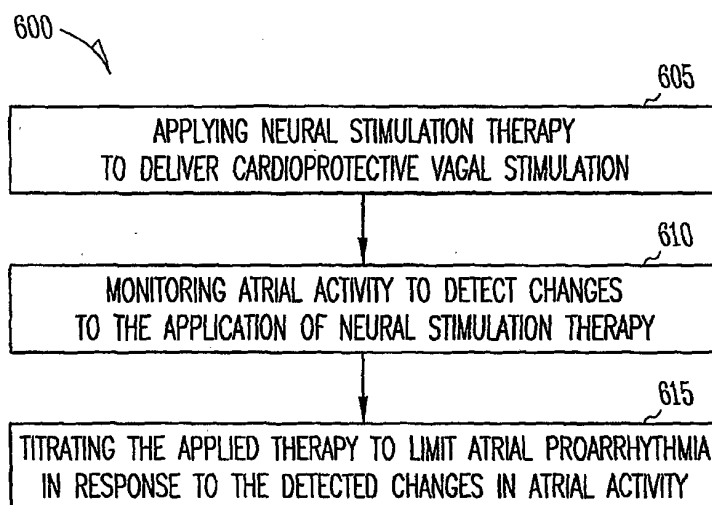 600
605
APPLYING NEURAL STIMULATION THERAPY
TO DELIVER CARDIOPROTECTIVE VAGAL STIMULATION
610
MONITORING ATRIAL ACTIVITY TO DETECT CHANGES
TO THE APPLICATION OF NEURAL STIMULATION THERAPY
615
TITRATING THE APPLIED THERAPY TO LIMIT ATRIAL PROARRHYTHMIA
IN RESPONSE TO THE DETECTED CHANGES IN ATRIAL ACTIVITY